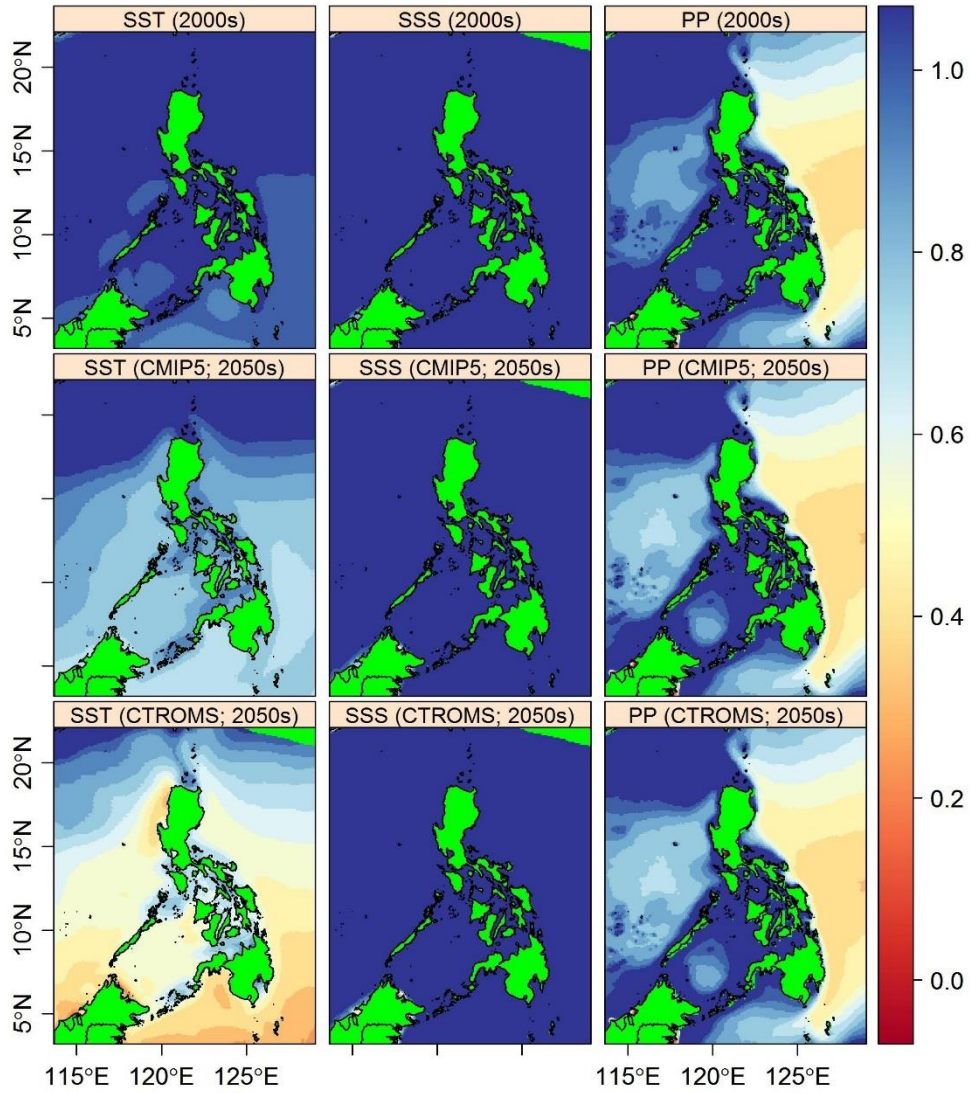 SST (2000s) SSS (2000s) PP (2000s)
20°N
15°N
10°N
5°N
SST (CMIP5; 2050s) SSS (CMIP5; 2050s) PP (CMIP5; 2050s)
SST (CTROMS; 2050s) SSS (CTROMS; 2050s) PP (CTROMS; 2050s)
20°N
15°N
10°N
5°N
115°E 120°E 125°E
115°E 120°E 125°E
1.0
0.8
0.6
0.4
0.2
0.0